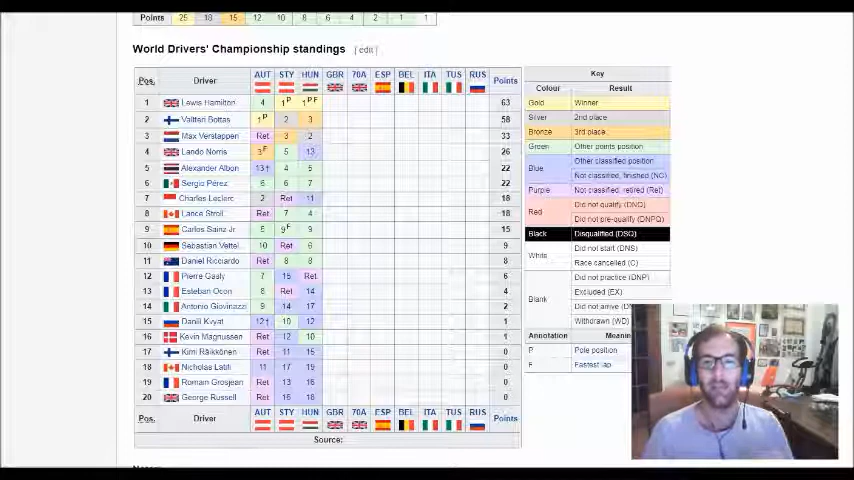 Points 25 18 15 12 10 8 6 4 2 1 1
World Drivers' Championship standings [ edit ]
Pos. Driver AUT STY HUN GBR 70A ESP BEL ITA TUS RUS Points
1 Lewis Hamilton 4 1P 1P F 63
2 Valtteri Bottas 1P 2 3 58
3 Max Verstappen Ret 3 2 33
4 Lando Norris 3F 5 13 26
5 Alexander Albon 13† 4 5 22
6 Sergio Pérez 6 6 7 22
7 Charles Leclerc 2 Ret 11 18
8 Lance Stroll Ret 7 4 18
9 Carlos Sainz Jr. 5 9F 9 15
10 Sebastian Vettel 10 Ret 6 9
11 Daniel Ricciardo Ret 8 8 8
12 Pierre Gasly 7 15 Ret 6
13 Esteban Ocon 8 Ret 14 4
14 Antonio Giovinazzi 9 14 17 2
15 Daniil Kvyat 12† 10 12 1
16 Kevin Magnussen Ret 12 10 1
17 Kimi Räikkönen Ret 11 15 0
18 Nicholas Latifi 11 17 19 0
19 Romain Grosjean Ret 13 16 0
20 George Russell Ret 16 18 0
Pos. Driver AUT STY HUN GBR 70A ESP BEL ITA TUS RUS Points
Source:
Key
Colour Result
Gold Winner
Silver 2nd place
Bronze 3rd place
Green Other points position
Blue Other classified position
Not classified, finished (NC)
Purple Not classified, retired (Ret)
Red Did not qualify (DNQ)
Did not pre-qualify (DNPQ)
Black Disqualified (DSQ)
White Did not start (DNS)
Race cancelled (C)
Blank Did not practice (DNP)
Excluded (EX)
Did not arrive
Withdrawn (WD)
Annotation Meanin
P Pole position
F Fastest lap